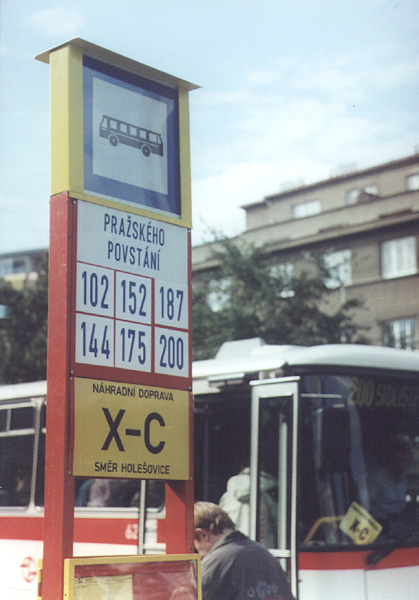 PRAŽSKÉHO
POVSTÁNÍ
102 152 187
144 175 200
NÁHRADNÍ DOPRAVA
X-C
SMĚR HOLEŠOVICE
200
X-C